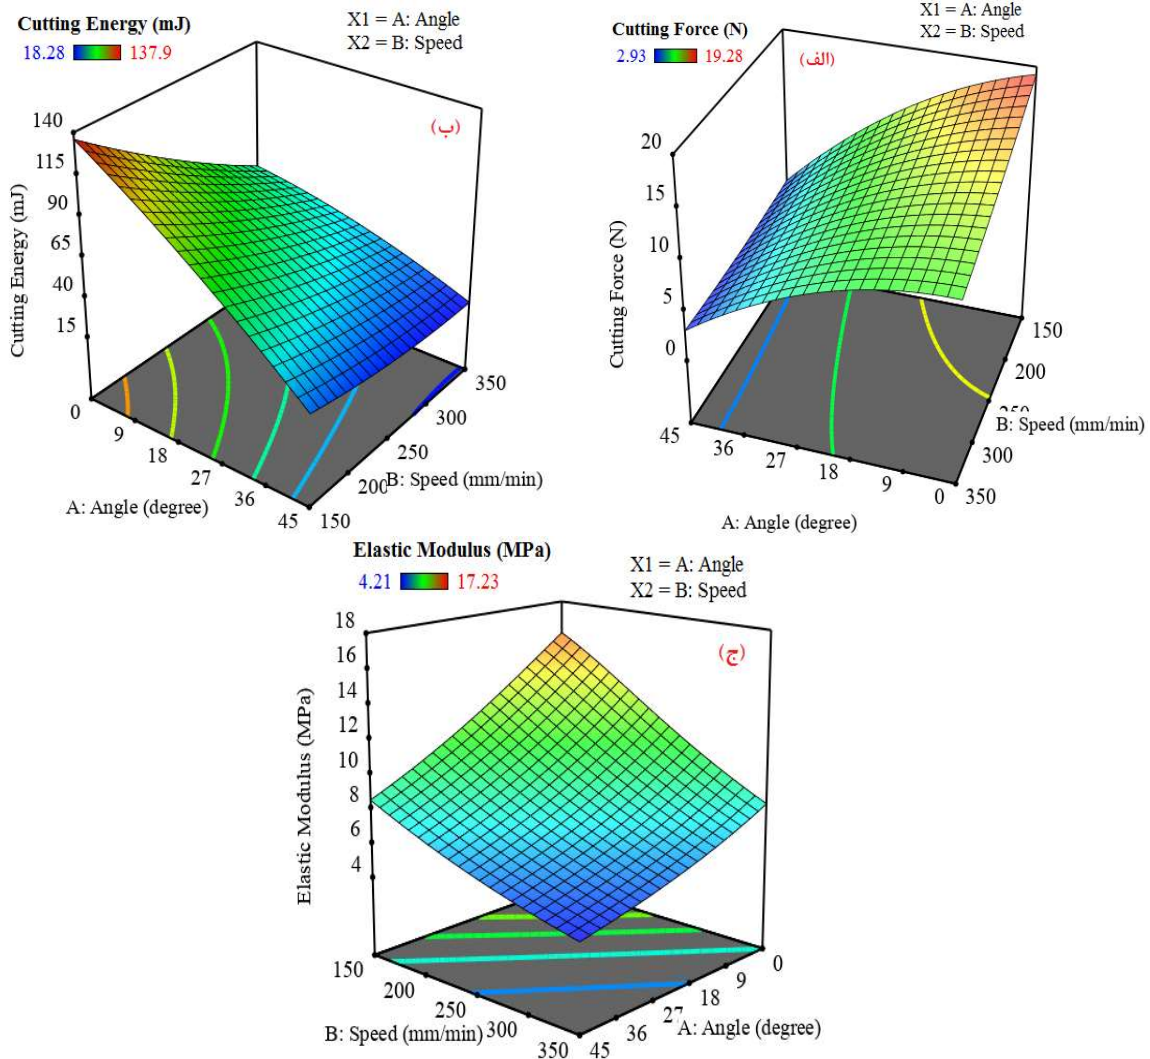 Cutting Energy (mJ)
18.28 137.9
X1 = A: Angle
X2 = B: Speed
(ب)
140
115
90
65
40
15
Cutting Energy (mJ)
0
9
18
27
36
45
A: Angle (degree)
150
200
250
300
350
B: Speed (mm/min)
Cutting Force (N)
2.93 19.28
X1 = A: Angle
X2 = B: Speed
(الف)
20
15
10
5
0
Cutting Force (N)
45
36
27
18
9
0
A: Angle (degree)
150
200
250
300
350
B: Speed (mm/min)
Elastic Modulus (MPa)
4.21 17.23
X1 = A: Angle
X2 = B: Speed
(ج)
18
16
14
12
10
8
6
4
Elastic Modulus (MPa)
150
200
250
300
350
B: Speed (mm/min)
45
36
27
18
9
0
A: Angle (degree)